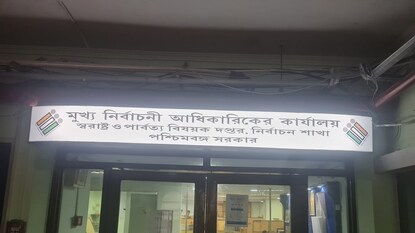 মুখ্য নির্বাচনী আধিকারিকের কার্যালয়
স্বরাষ্ট্র ও পার্বত্য বিষয়ক দপ্তর, নির্বাচন শাখা
পশ্চিমবঙ্গ সরকার